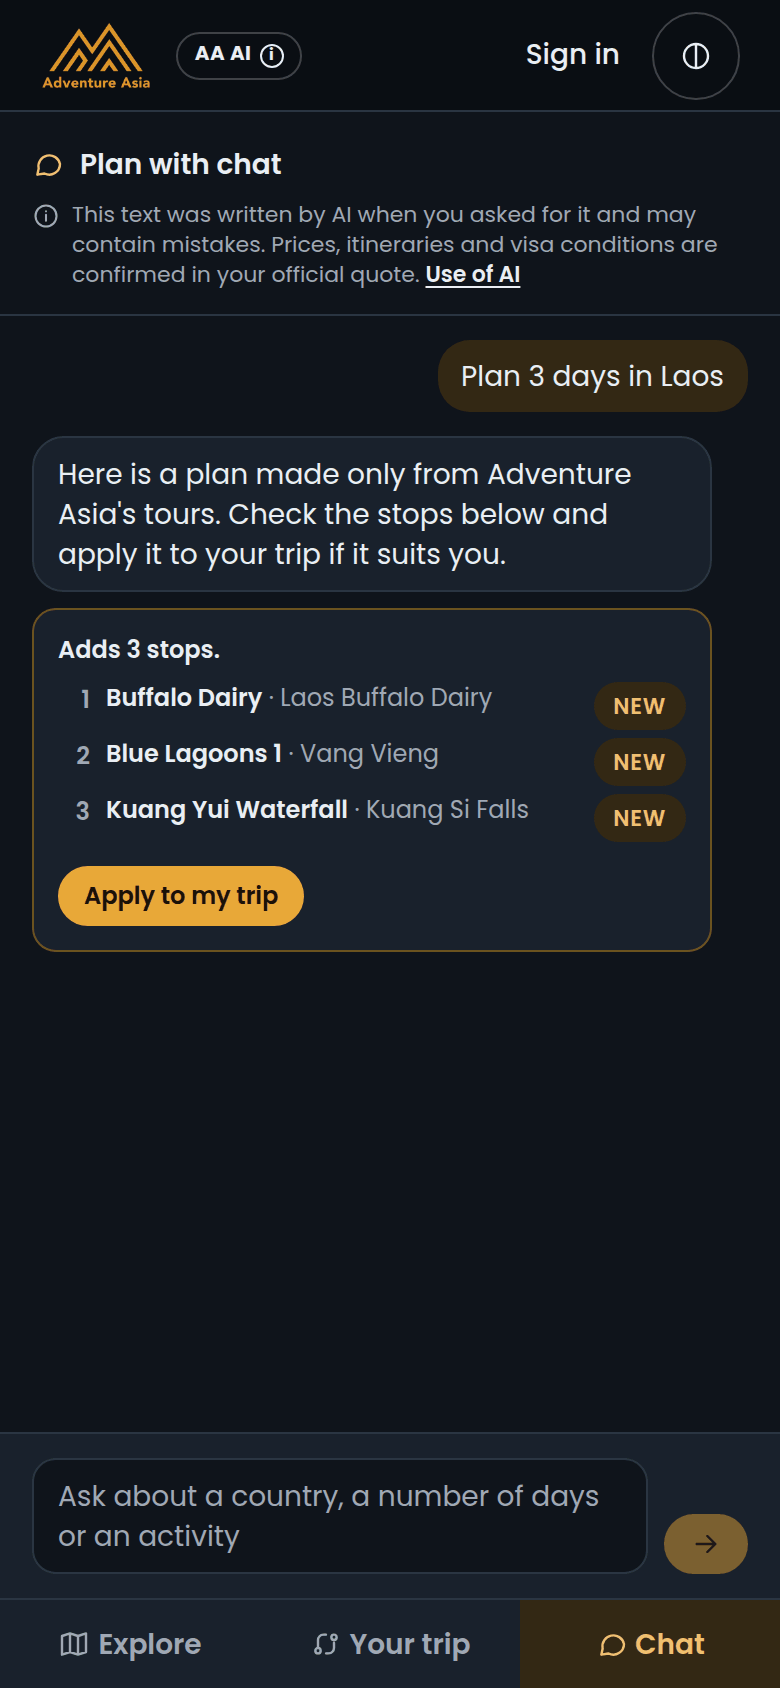 Adventure Asia
AA AI
Sign in
Plan with chat
This text was written by AI when you asked for it and may
contain mistakes. Prices, itineraries and visa conditions are
confirmed in your official quote. Use of AI
Plan 3 days in Laos
Here is a plan made only from Adventure
Asia's tours. Check the stops below and
apply it to your trip if it suits you.
Adds 3 stops.
1 Buffalo Dairy · Laos Buffalo Dairy NEW
2 Blue Lagoons 1 · Vang Vieng NEW
3 Kuang Yui Waterfall · Kuang Si Falls NEW
Apply to my trip
Ask about a country, a number of days
or an activity
Explore Your trip Chat